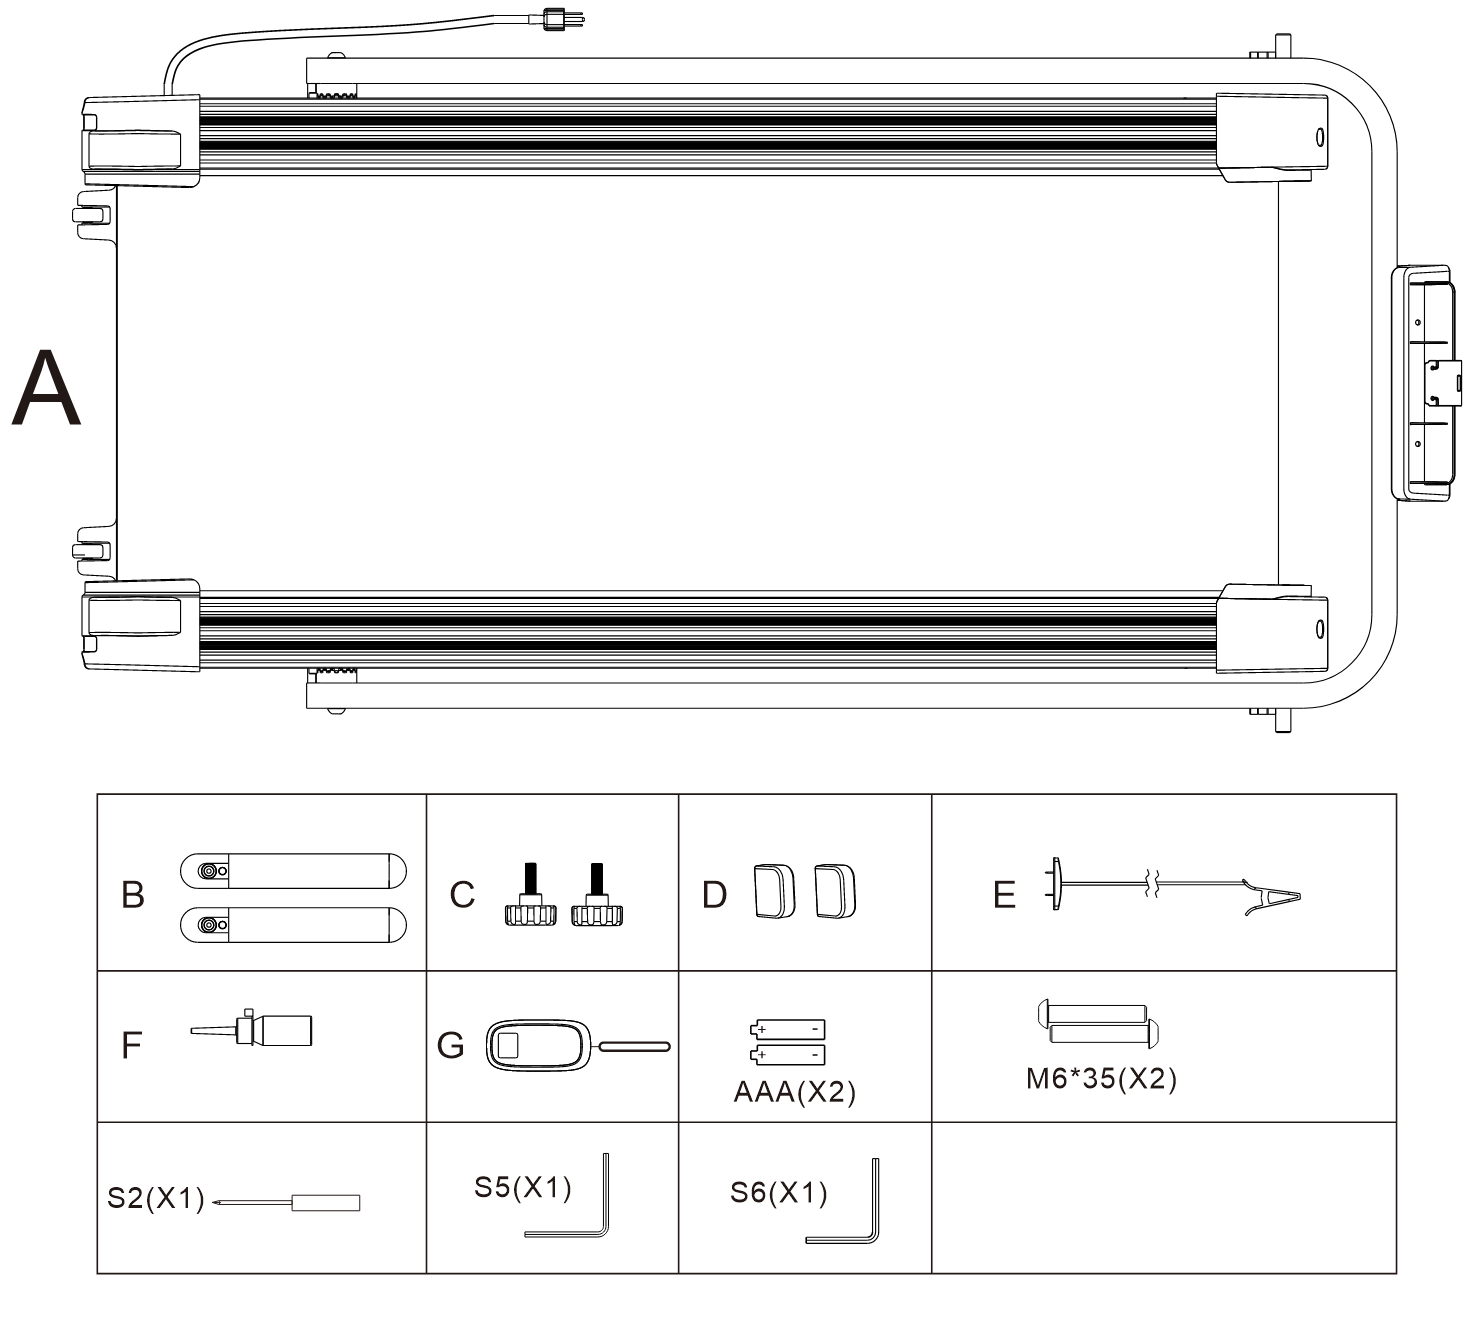 A
B
C
D
E
F
G
AAA(X2)
M6*35(X2)
S2(X1)
S5(X1)
S6(X1)